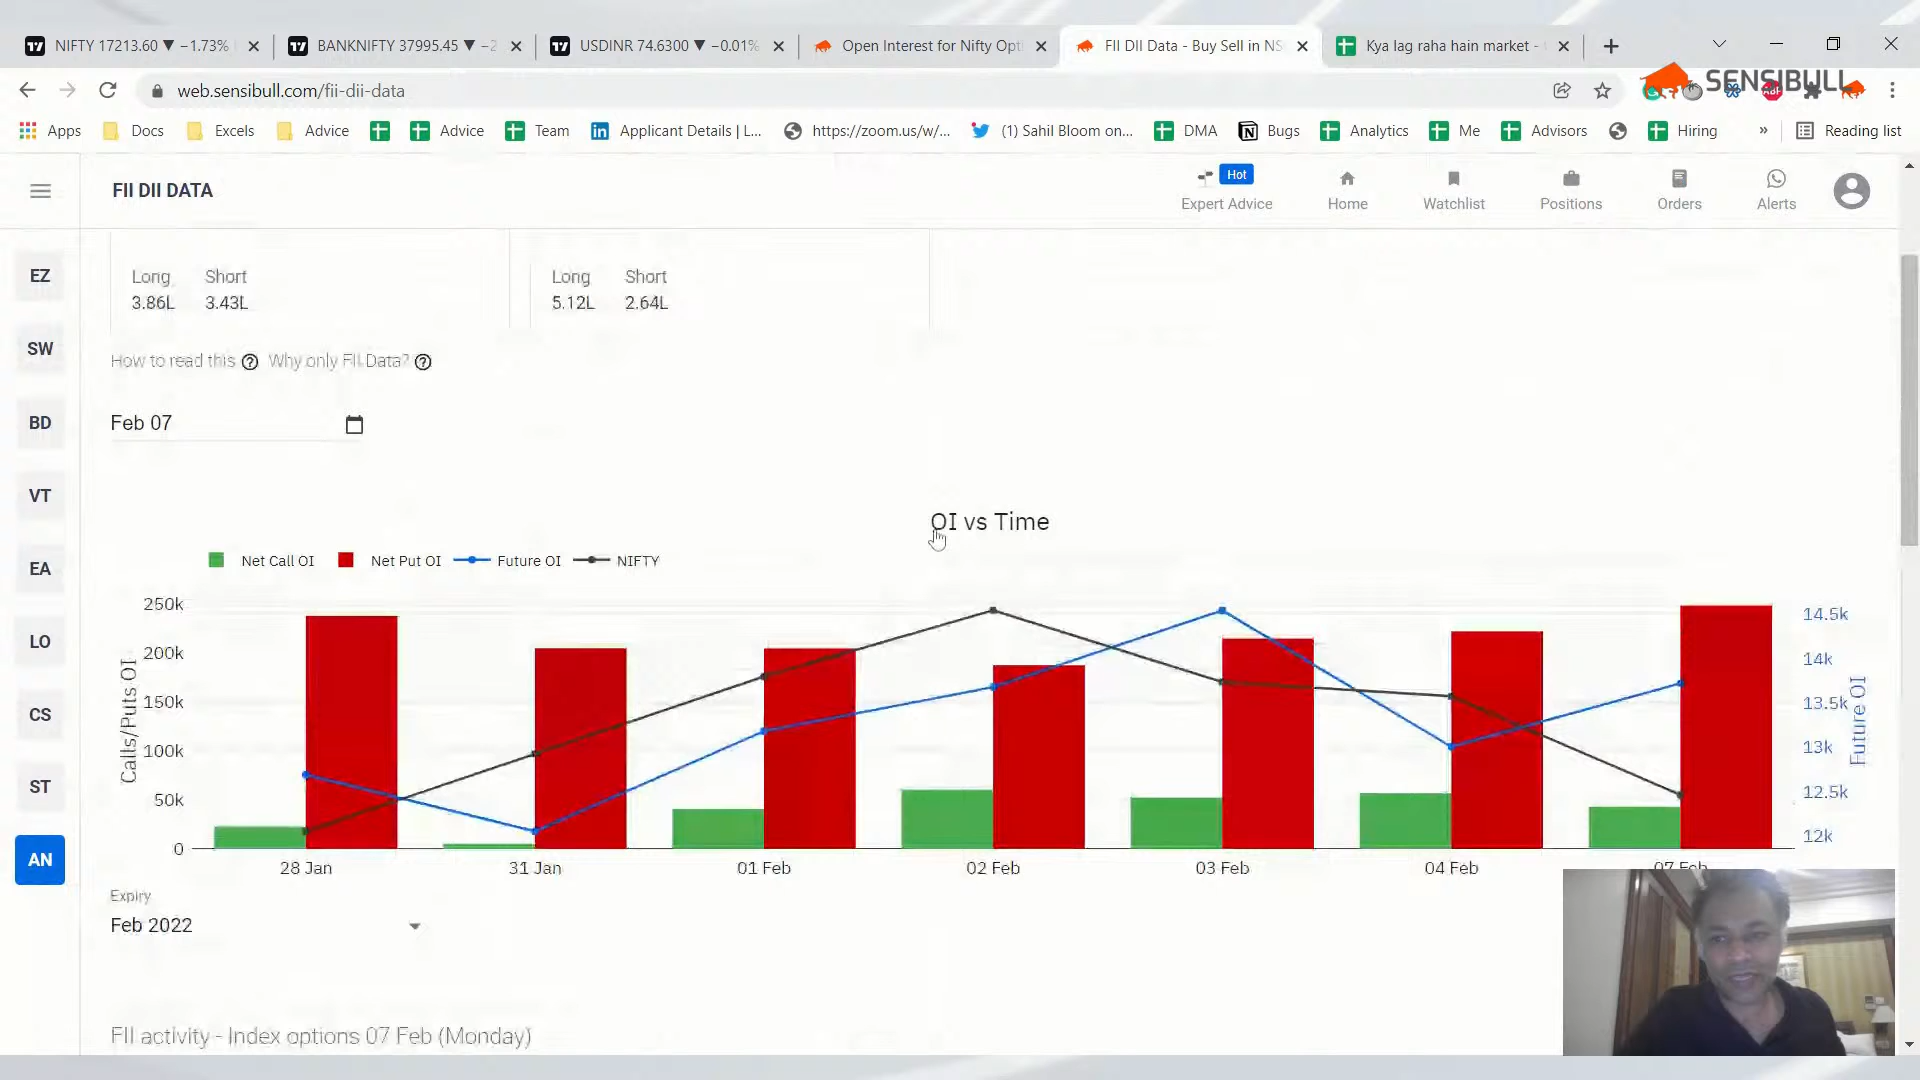 NIFTY 17213.60 ▼ −1.73%
BANKNIFTY 37995.45 ▼ −2
USDINR 74.6300 ▼ −0.01%
Open Interest for Nifty Opt
FII DII Data - Buy Sell in NS
Kya lag raha hain market -
web.sensibull.com/fii-dii-data
SENSIBULL
Apps Docs Excels Advice Advice Team Applicant Details | L... https://zoom.us/w/... (1) Sahil Bloom on... DMA Bugs Analytics Me Advisors Hiring » Reading list
FII DII DATA
Hot
Expert Advice Home Watchlist Positions Orders Alerts
EZ
SW
BD
VT
EA
LO
CS
ST
AN
Long Short
3.86L 3.43L
Long Short
5.12L 2.64L
How to read this ? Why only FII Data? ?
Feb 07
OI vs Time
Net Call OI Net Put OI Future OI NIFTY
Calls/Puts OI
250k
200k
150k
100k
50k
0
14.5k
14k
13.5k
13k
12.5k
12k
Future OI
28 Jan 31 Jan 01 Feb 02 Feb 03 Feb 04 Feb 07 Feb
Expiry
Feb 2022
FII activity - Index options 07 Feb (Monday)